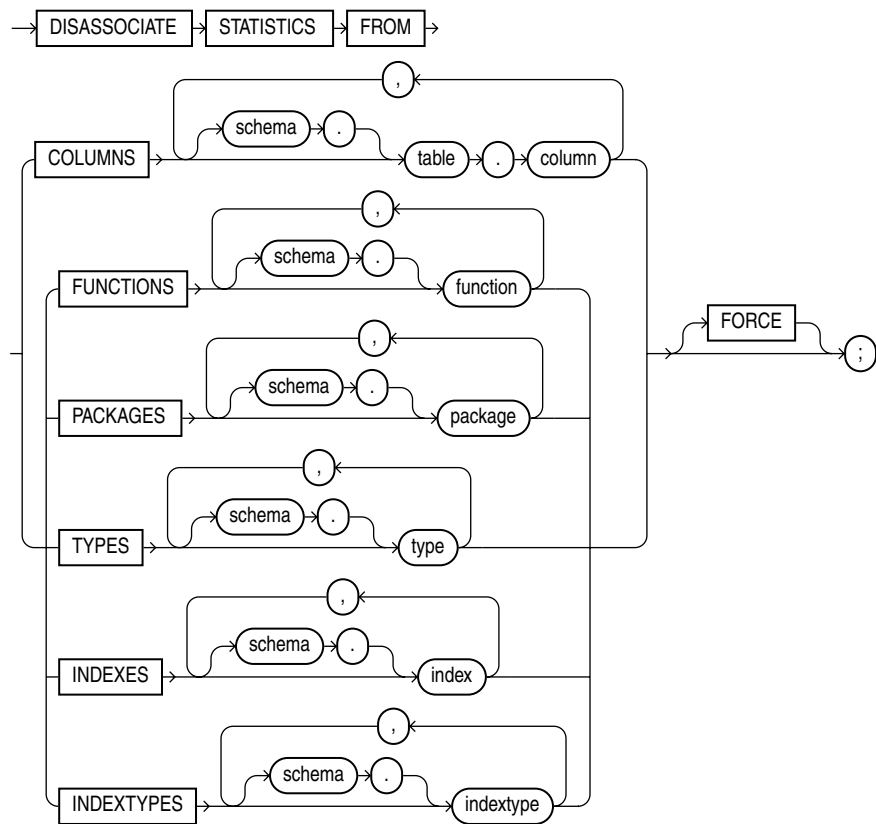 DISASSOCIATE STATISTICS FROM
,
schema .
COLUMNS table . column
,
schema .
FUNCTIONS function
FORCE
;
,
schema .
PACKAGES package
,
schema .
TYPES type
,
schema .
INDEXES index
,
schema .
INDEXTYPES indextype